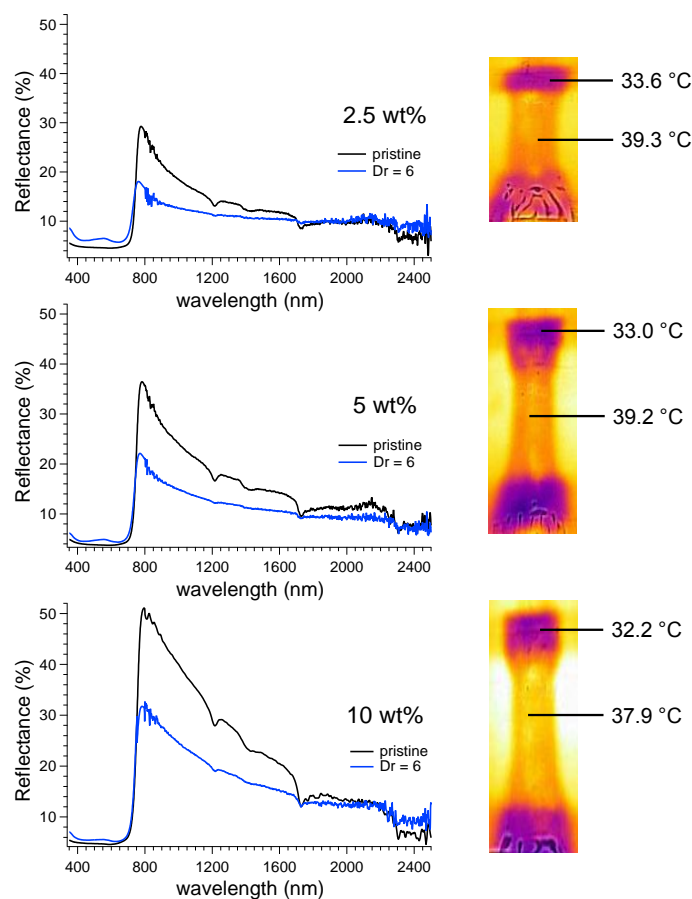 50
40
30
20
10
Reflectance (%)
2.5 wt%
pristine
Dr = 6
400 800 1200 1600 2000 2400
wavelength (nm)
33.6 °C
39.3 °C
50
40
30
20
10
Reflectance (%)
5 wt%
pristine
Dr = 6
400 800 1200 1600 2000 2400
wavelength (nm)
33.0 °C
39.2 °C
50
40
30
20
10
Reflectance (%)
10 wt%
pristine
Dr = 6
400 800 1200 1600 2000 2400
wavelength (nm)
32.2 °C
37.9 °C